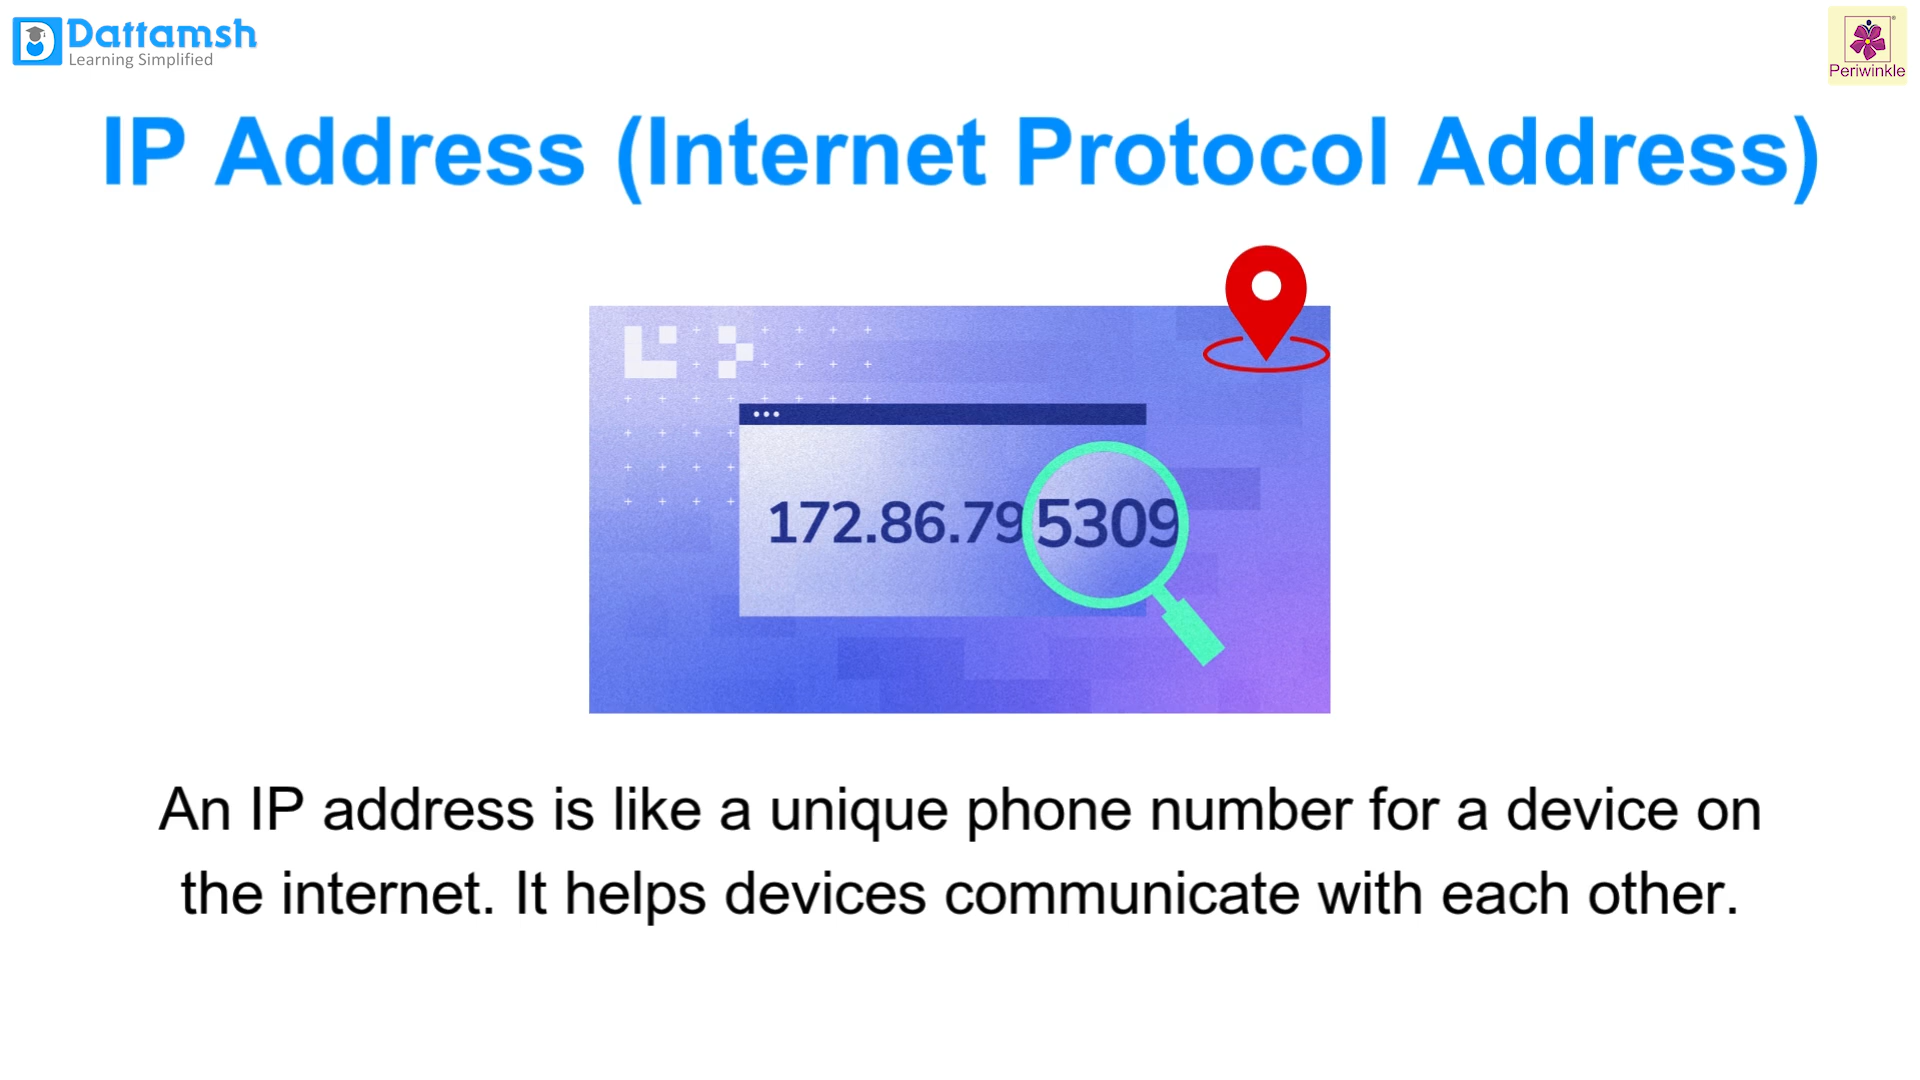 Dattamsh
Learning Simplified
Periwinkle
IP Address (Internet Protocol Address)
172.86.79
5309
An IP address is like a unique phone number for a device on
the internet. It helps devices communicate with each other.